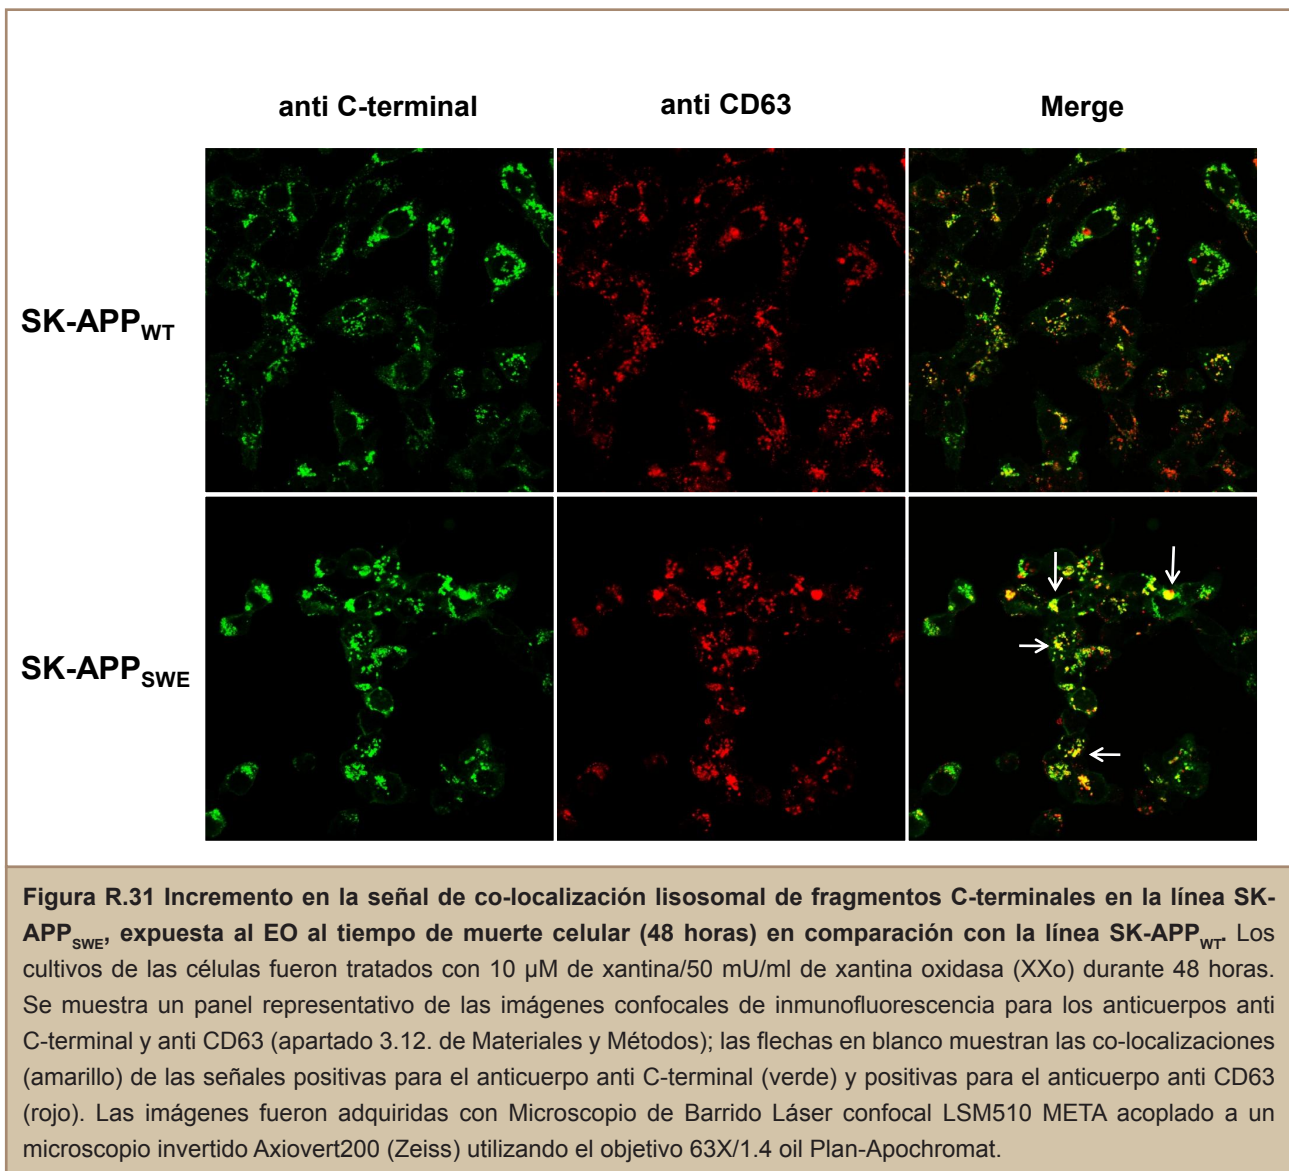 anti C-terminal anti CD63 Merge
SK-APPWT
SK-APPSWE
Figura R.31 Incremento en la señal de co-localización lisosomal de fragmentos C-terminales en la línea SK-
APPSWE, expuesta al EO al tiempo de muerte celular (48 horas) en comparación con la línea SK-APPWT. Los
cultivos de las células fueron tratados con 10 µM de xantina/50 mU/ml de xantina oxidasa (XXo) durante 48 horas.
Se muestra un panel representativo de las imágenes confocales de inmunofluorescencia para los anticuerpos anti
C-terminal y anti CD63 (apartado 3.12. de Materiales y Métodos); las flechas en blanco muestran las co-localizaciones
(amarillo) de las señales positivas para el anticuerpo anti C-terminal (verde) y positivas para el anticuerpo anti CD63
(rojo). Las imágenes fueron adquiridas con Microscopio de Barrido Láser confocal LSM510 META acoplado a un
microscopio invertido Axiovert200 (Zeiss) utilizando el objetivo 63X/1.4 oil Plan-Apochromat.